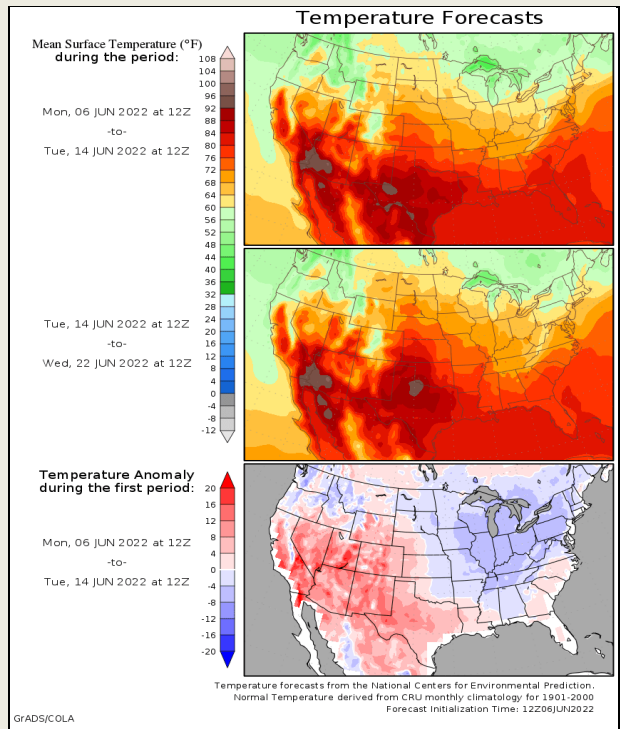 Temperature Forecasts
Mean Surface Temperature (°F)
during the period:
108
104
100
96
92
88
84
80
76
72
68
64
60
56
52
48
44
40
36
32
28
24
20
16
12
8
4
0
-4
-8
-12
Mon, 06 JUN 2022 at 12Z
-to-
Tue, 14 JUN 2022 at 12Z
Tue, 14 JUN 2022 at 12Z
-to-
Wed, 22 JUN 2022 at 12Z
Temperature Anomaly
during the first period:
20
16
12
8
4
0
-4
-8
-12
-16
-20
Mon, 06 JUN 2022 at 12Z
-to-
Tue, 14 JUN 2022 at 12Z
Temperature forecasts from the National Centers for Environmental Prediction.
Normal Temperature derived from CRU monthly climatology for 1901-2000
Forecast Initialization Time: 12Z06JUN2022
GrADS/COLA